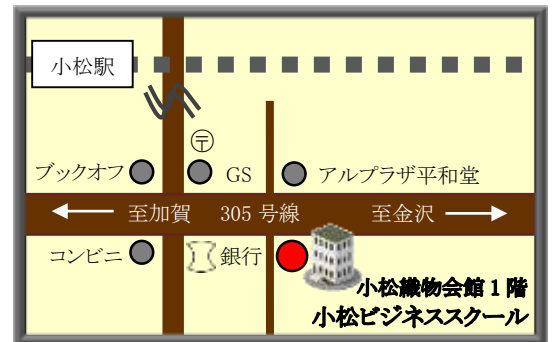 小松駅
〒
ブックオフ
GS
アルプラザ平和堂
至加賀 305 号線 至金沢
コンビニ
銀行
小松織物会館 1 階
小松ビジネススクール